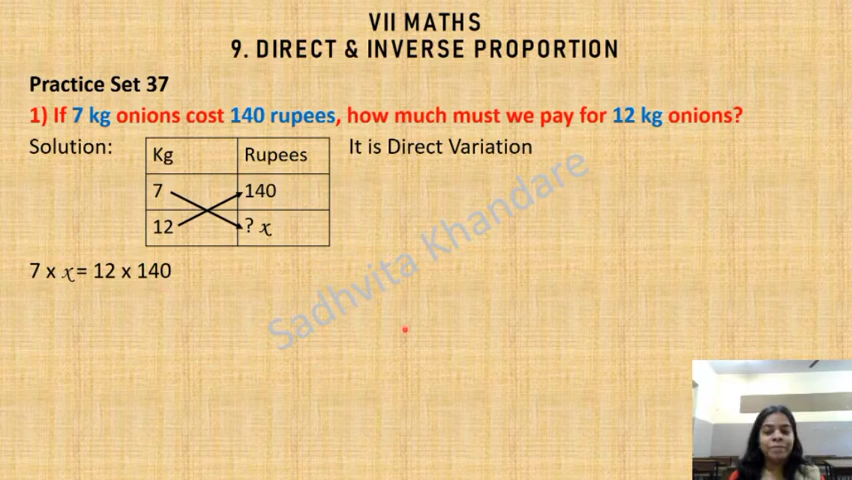 VII MATHS
9. DIRECT & INVERSE PROPORTION
Practice Set 37
1) If 7 kg onions cost 140 rupees, how much must we pay for 12 kg onions?
Solution:
It is Direct Variation
Kg Rupees
7 140
12 ? x
7 x x = 12 x 140
Sadhvita Khandare